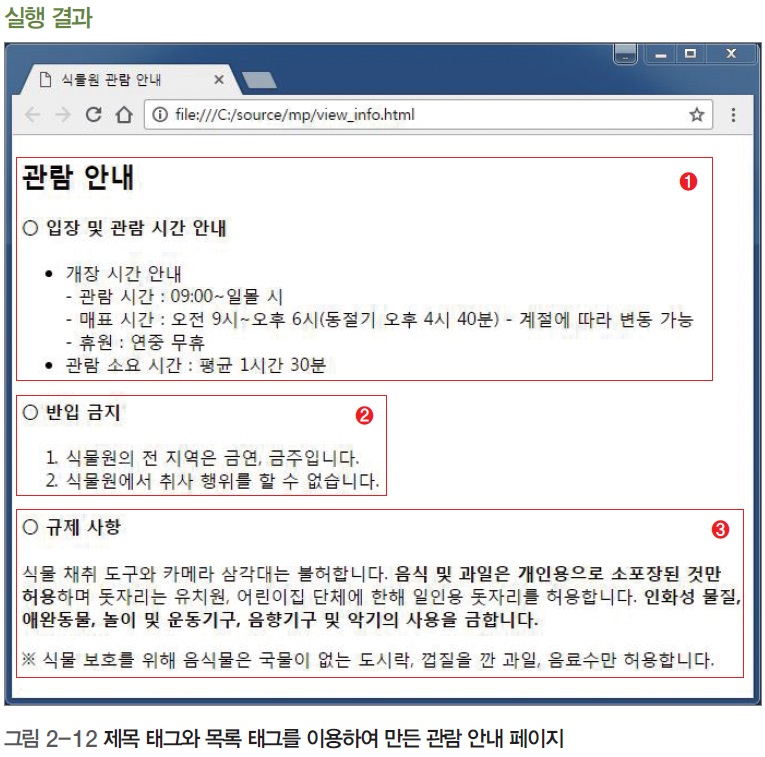 실행 결과
식물원 관람 안내
file:///C:/source/mp/view_info.html
관람 안내
❶
○ 입장 및 관람 시간 안내
• 개장 시간 안내
- 관람 시간 : 09:00~일몰 시
- 매표 시간 : 오전 9시~오후 6시(동절기 오후 4시 40분) - 계절에 따라 변동 가능
- 휴원 : 연중 무휴
• 관람 소요 시간 : 평균 1시간 30분
○ 반입 금지
❷
1. 식물원의 전 지역은 금연, 금주입니다.
2. 식물원에서 취사 행위를 할 수 없습니다.
○ 규제 사항
❸
식물 채취 도구와 카메라 삼각대는 불허합니다. 음식 및 과일은 개인용으로 소포장된 것만
허용하며 돗자리는 유치원, 어린이집 단체에 한해 일인용 돗자리를 허용합니다. 인화성 물질,
애완동물, 놀이 및 운동기구, 음향기구 및 악기의 사용을 금합니다.
※ 식물 보호를 위해 음식물은 국물이 없는 도시락, 껍질을 깐 과일, 음료수만 허용합니다.
그림 2-12 제목 태그와 목록 태그를 이용하여 만든 관람 안내 페이지